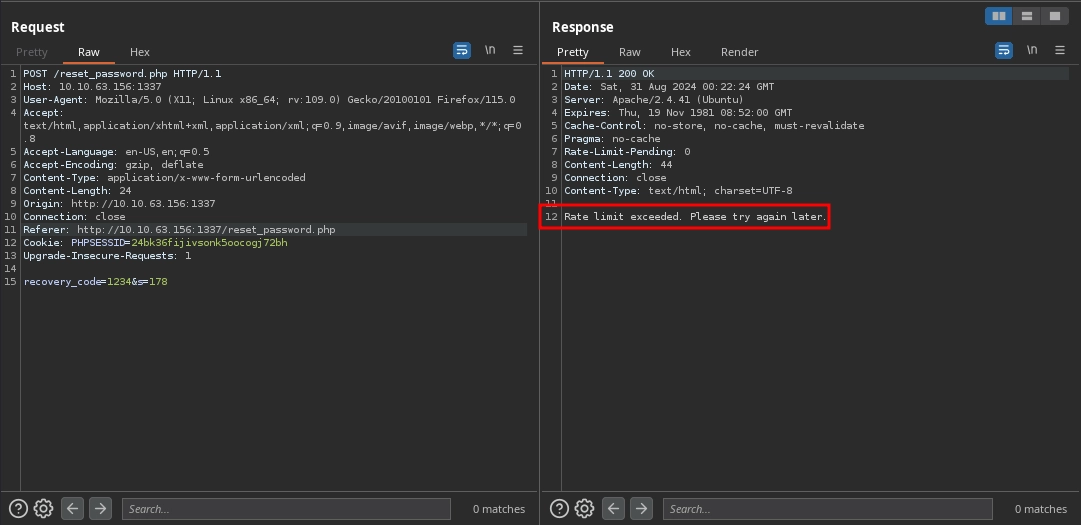 Request
Pretty Raw Hex
\n
1 POST /reset_password.php HTTP/1.1
2 Host: 10.10.63.156:1337
3 User-Agent: Mozilla/5.0 (X11; Linux x86_64; rv:109.0) Gecko/20100101 Firefox/115.0
4 Accept:
text/html,application/xhtml+xml,application/xml;q=0.9,image/avif,image/webp,*/*;q=0
.8
5 Accept-Language: en-US,en;q=0.5
6 Accept-Encoding: gzip, deflate
7 Content-Type: application/x-www-form-urlencoded
8 Content-Length: 24
9 Origin: http://10.10.63.156:1337
10 Connection: close
11 Referer: http://10.10.63.156:1337/reset_password.php
12 Cookie: PHPSESSID=24bk36fijivsonk5oocogj72bh
13 Upgrade-Insecure-Requests: 1
14
15 recovery_code=1234&s=178
Search...
0 matches
Response
Pretty Raw Hex Render
\n
1 HTTP/1.1 200 OK
2 Date: Sat, 31 Aug 2024 00:22:24 GMT
3 Server: Apache/2.4.41 (Ubuntu)
4 Expires: Thu, 19 Nov 1981 08:52:00 GMT
5 Cache-Control: no-store, no-cache, must-revalidate
6 Pragma: no-cache
7 Rate-Limit-Pending: 0
8 Content-Length: 44
9 Connection: close
10 Content-Type: text/html; charset=UTF-8
11
12 Rate limit exceeded. Please try again later.
Search...
0 matches